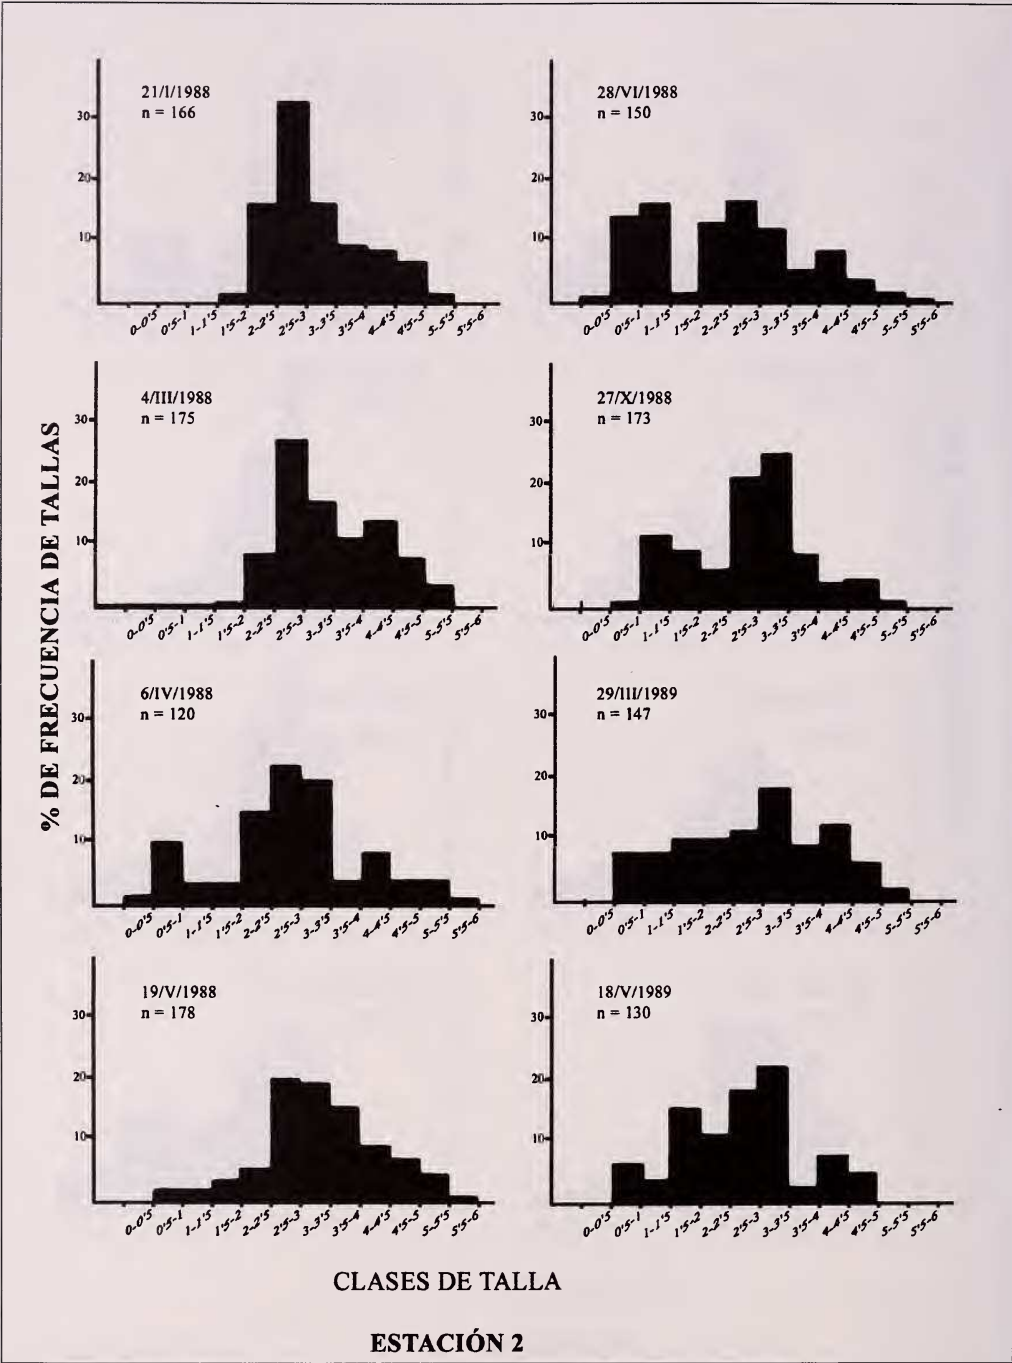 % DE FRECUENCIA DE TALLAS
21/I/1988
n = 166
30
20
10
0-0'5 0'5-1 1-1'5 1'5-2 2-2'5 2'5-3 3-3'5 3'5-4 4-4'5 4'5-5 5-5'5 5'5-6
28/VI/1988
n = 150
30
20
10
0-0'5 0'5-1 1-1'5 1'5-2 2-2'5 2'5-3 3-3'5 3'5-4 4-4'5 4'5-5 5-5'5 5'5-6
4/III/1988
n = 175
30
20
10
0-0'5 0'5-1 1-1'5 1'5-2 2-2'5 2'5-3 3-3'5 3'5-4 4-4'5 4'5-5 5-5'5 5'5-6
27/X/1988
n = 173
30
20
10
0-0'5 0'5-1 1-1'5 1'5-2 2-2'5 2'5-3 3-3'5 3'5-4 4-4'5 4'5-5 5-5'5 5'5-6
6/IV/1988
n = 120
30
20
10
0-0'5 0'5-1 1-1'5 1'5-2 2-2'5 2'5-3 3-3'5 3'5-4 4-4'5 4'5-5 5-5'5 5'5-6
29/III/1989
n = 147
30
20
10
0-0'5 0'5-1 1-1'5 1'5-2 2-2'5 2'5-3 3-3'5 3'5-4 4-4'5 4'5-5 5-5'5 5'5-6
19/V/1988
n = 178
30
20
10
0-0'5 0'5-1 1-1'5 1'5-2 2-2'5 2'5-3 3-3'5 3'5-4 4-4'5 4'5-5 5-5'5 5'5-6
18/V/1989
n = 130
30
20
10
0-0'5 0'5-1 1-1'5 1'5-2 2-2'5 2'5-3 3-3'5 3'5-4 4-4'5 4'5-5 5-5'5 5'5-6
CLASES DE TALLA
ESTACIÓN 2